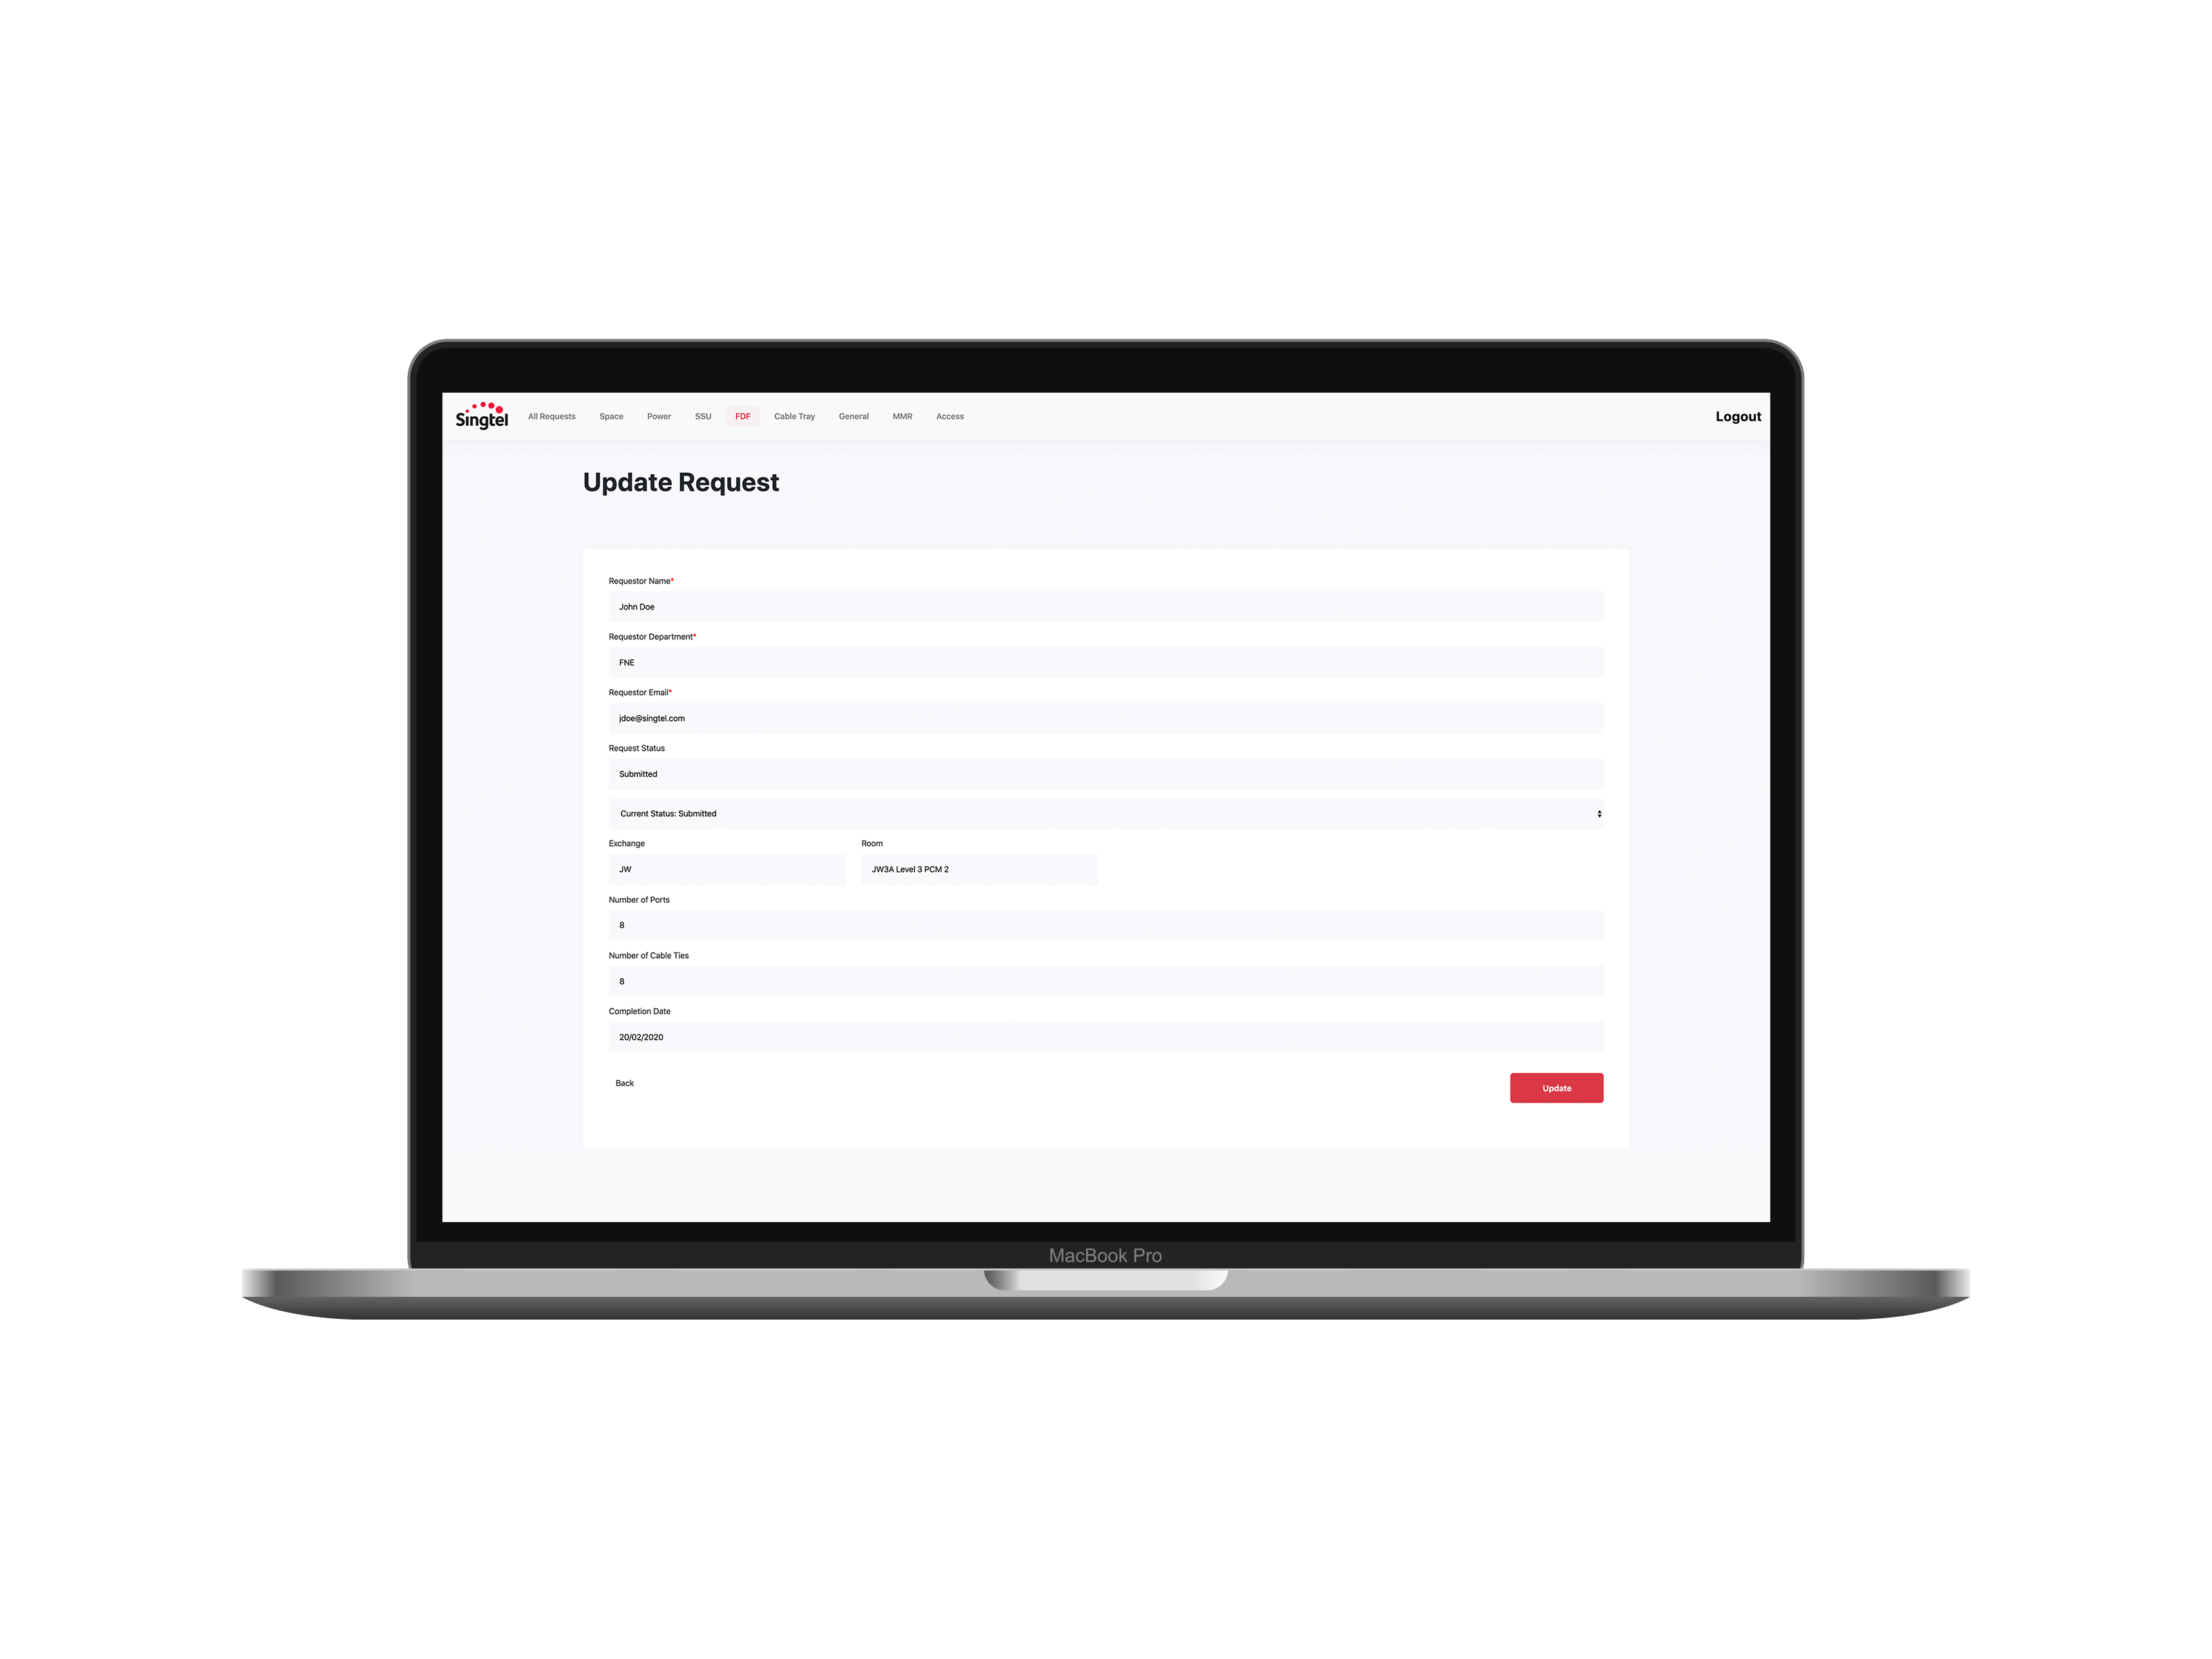 Singtel All Requests Space Power SSU FDF Cable Tray General MMR Access Logout
Update Request
Requestor Name*
John Doe
Requestor Department*
FNE
Requestor Email*
jdoe@singtel.com
Request Status
Submitted
Current Status: Submitted
Exchange Room
JW JW3A Level 3 PCM 2
Number of Ports
8
Number of Cable Ties
8
Completion Date
20/02/2020
Back Update
MacBook Pro